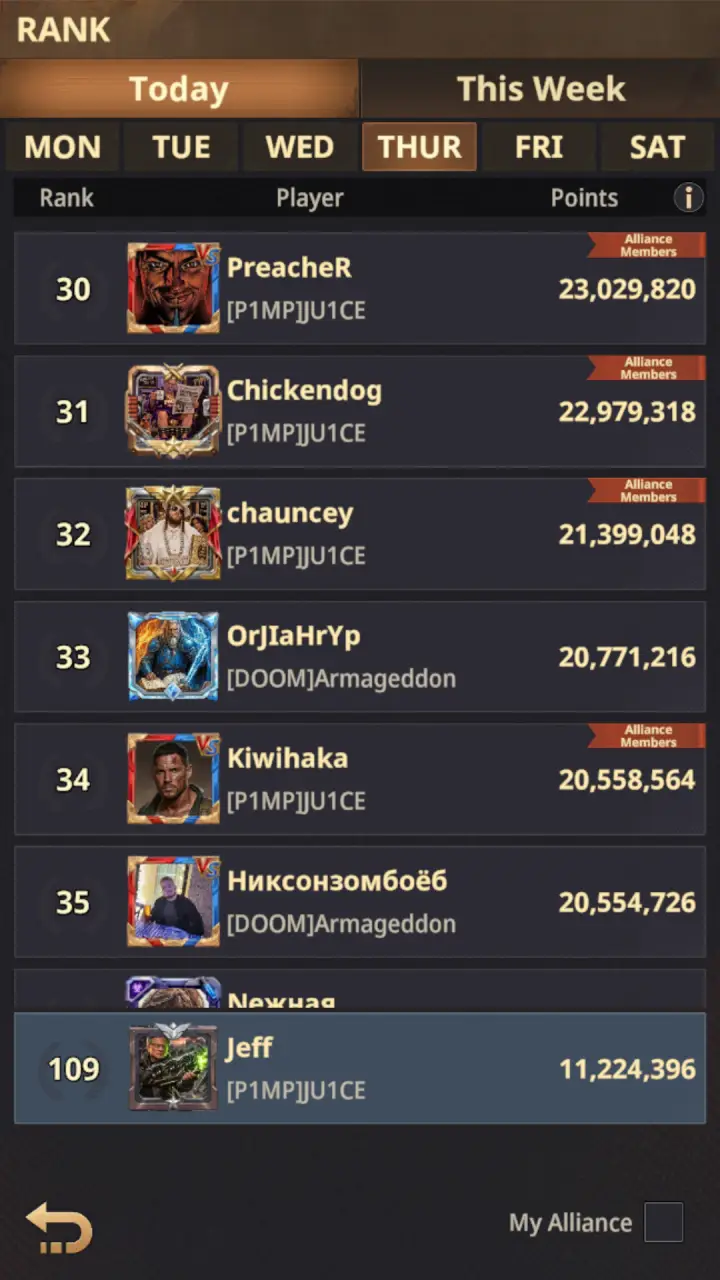 RANK
Today
This Week
MON
TUE
WED
THUR
FRI
SAT
Rank
Player
Points
Alliance
Members
30
PreacheR
[P1MP]JU1CE
23,029,820
Alliance
Members
31
Chickendog
[P1MP]JU1CE
22,979,318
Alliance
Members
32
chauncey
[P1MP]JU1CE
21,399,048
33
OrJIaHrYp
[DOOM]Armageddon
20,771,216
Alliance
Members
34
Kiwihaka
[P1MP]JU1CE
20,558,564
35
Никсонзомбоёб
[DOOM]Armageddon
20,554,726
Nежная
109
Jeff
[P1MP]JU1CE
11,224,396
My Alliance